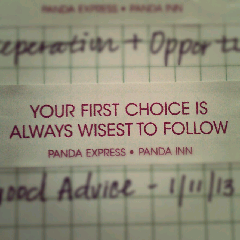 PANDA EXPRESS • PANDA INN
+
YOUR FIRST CHOICE IS
ALWAYS WISEST TO FOLLOW
PANDA EXPRESS • PANDA INN
Good Advice - 1/11/13